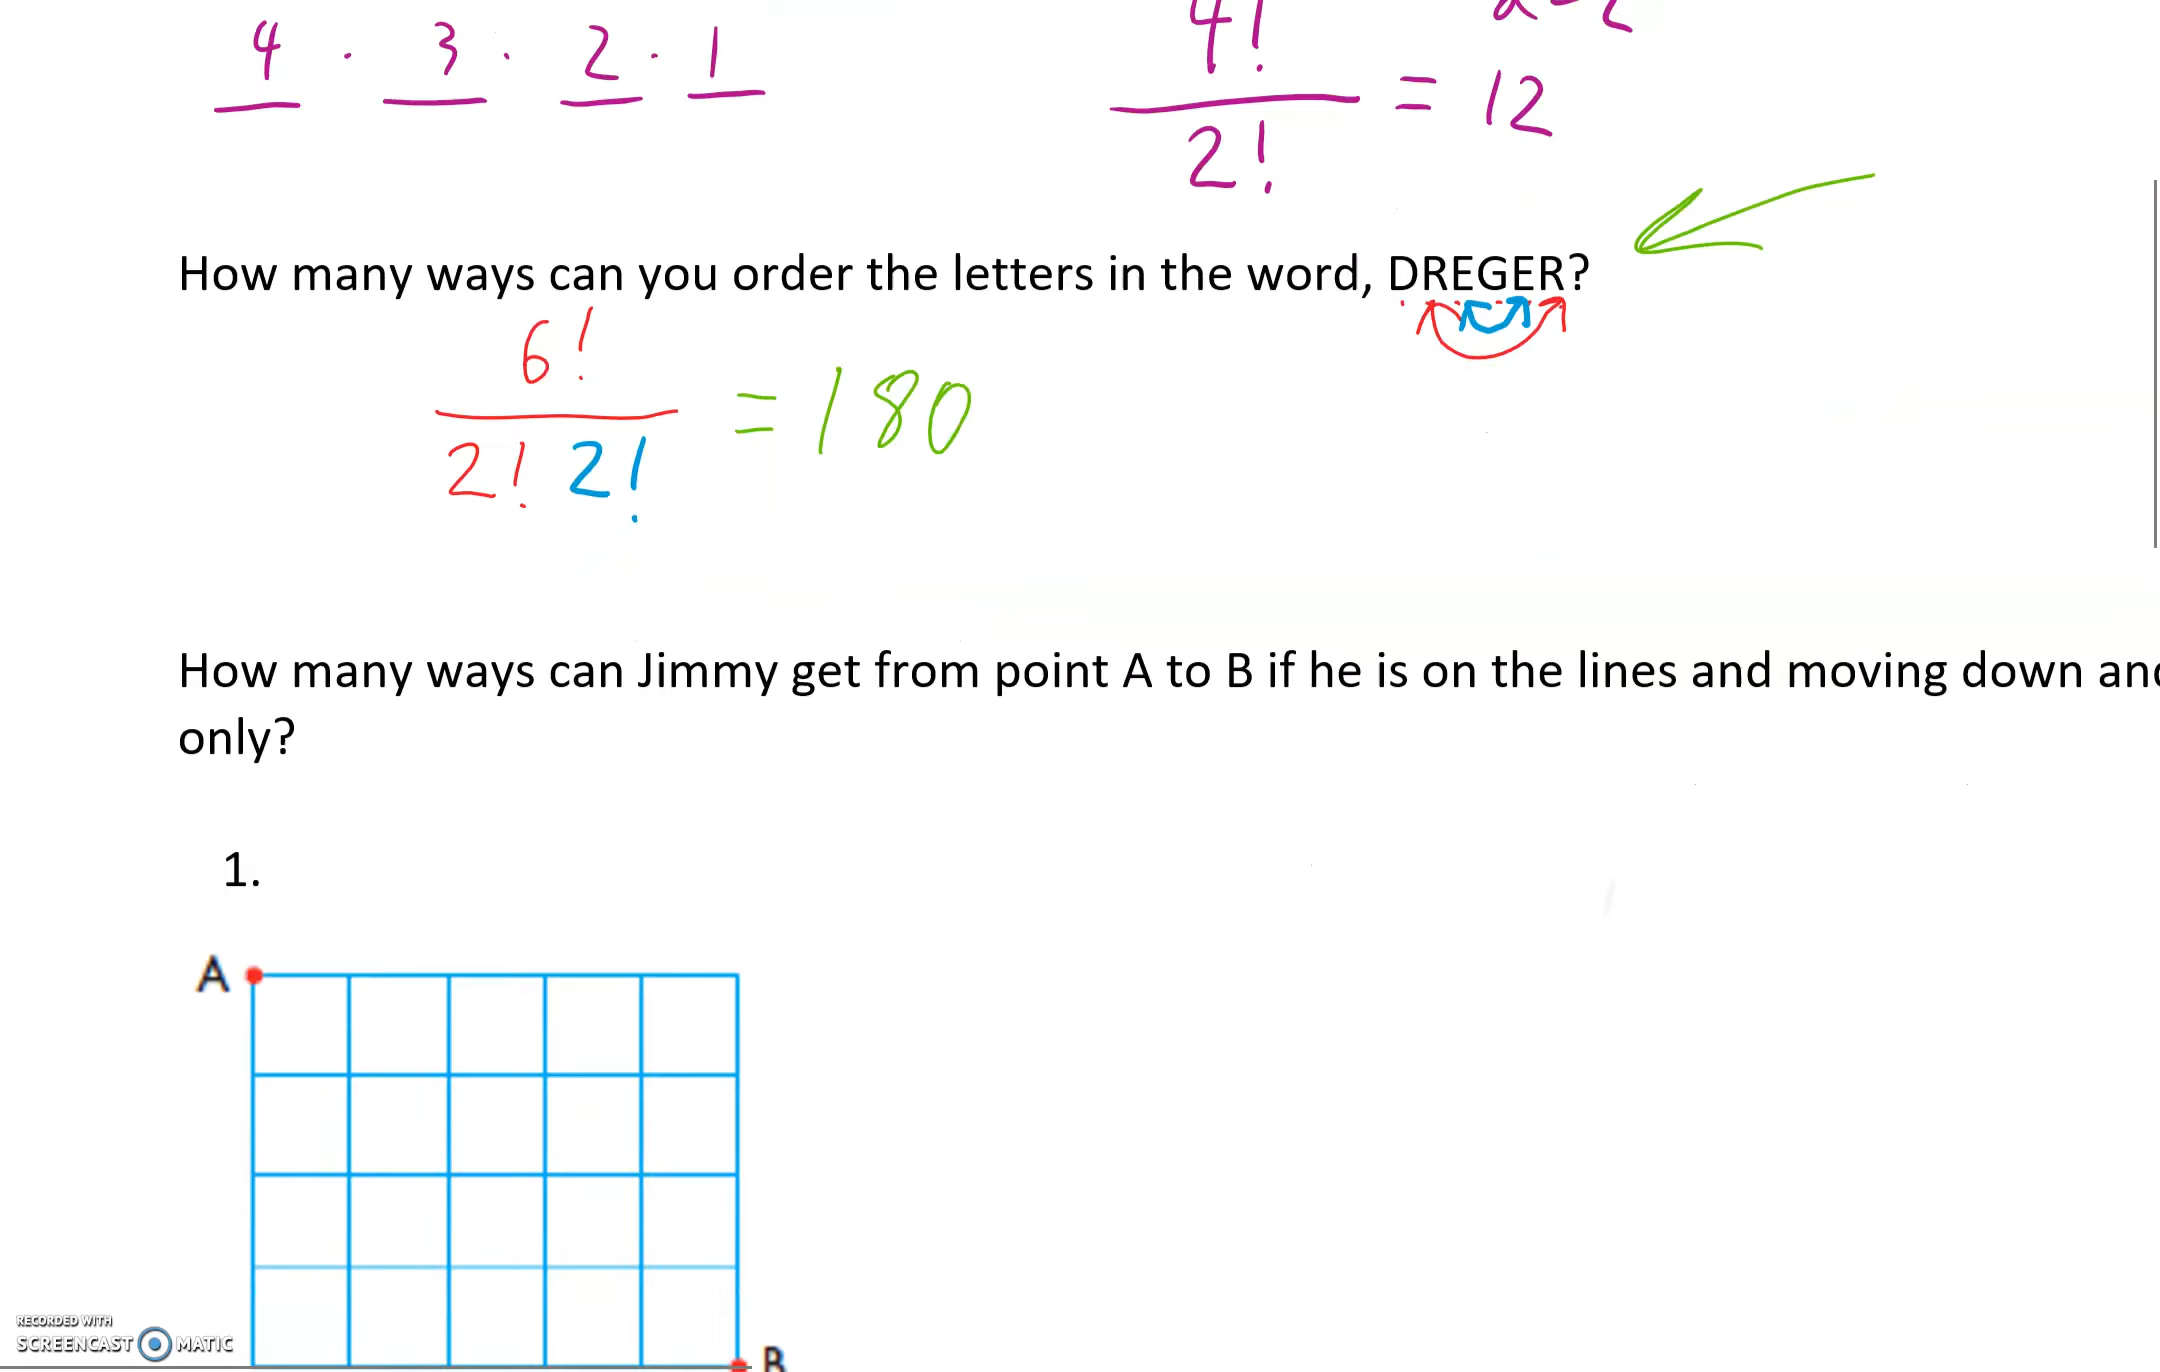 4 · 3 · 2 · 1
4!
2! = 12
How many ways can you order the letters in the word, DREGER?
6!
2! 2! = 180
How many ways can Jimmy get from point A to B if he is on the lines and moving down
only?
1.
A
B
RECORDED WITH
SCREENCAST MATIC